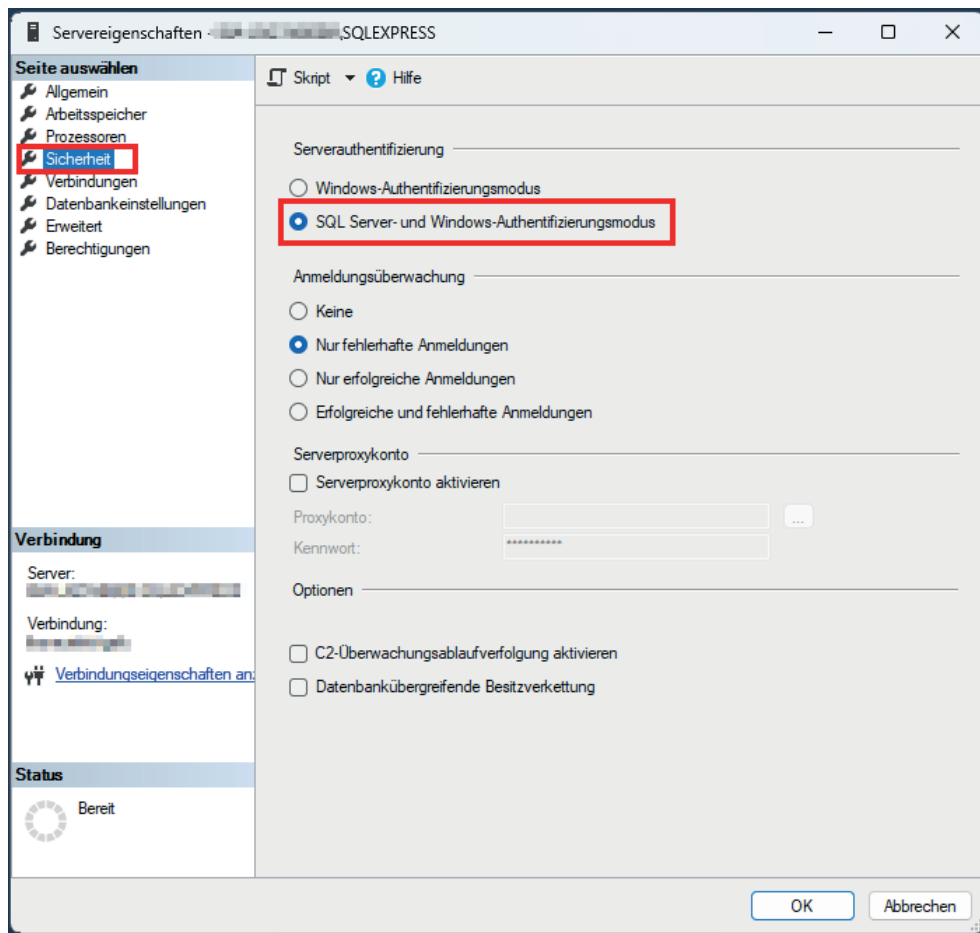 Servereigenschaften - SQLEXPRESS
Seite auswählen
Allgemein
Arbeitsspeicher
Prozessoren
Sicherheit
Verbindungen
Datenbankeinstellungen
Erweitert
Berechtigungen
Skript
Hilfe
Serverauthentifizierung
Windows-Authentifizierungsmodus
SQL Server- und Windows-Authentifizierungsmodus
Anmeldungsüberwachung
Keine
Nur fehlerhafte Anmeldungen
Nur erfolgreiche Anmeldungen
Erfolgreiche und fehlerhafte Anmeldungen
Serverproxykonto
Serverproxykonto aktivieren
Proxykonto:
...
Kennwort:
**********
Optionen
C2-Überwachungsablaufverfolgung aktivieren
Datenbankübergreifende Besitzverkettung
Verbindung
Server:
Verbindung:
Verbindungseigenschaften an
Status
Bereit
OK
Abbrechen